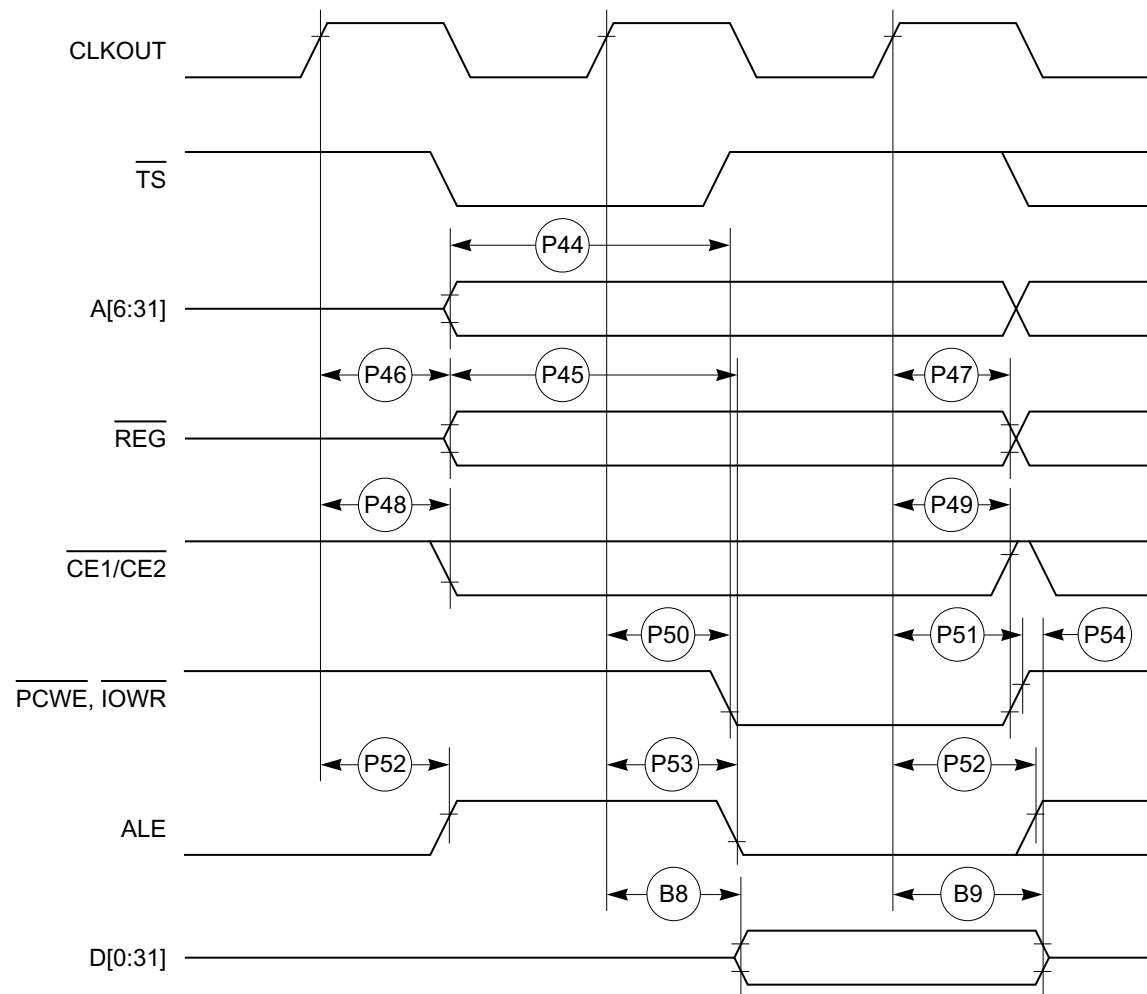 CLKOUT
TS
P44
A[6:31]
P46 P45 P47
REG
P48 P49
CE1/CE2
P50 P51 P54
PCWE, IOWR
P52 P53 P52
ALE
B8 B9
D[0:31]